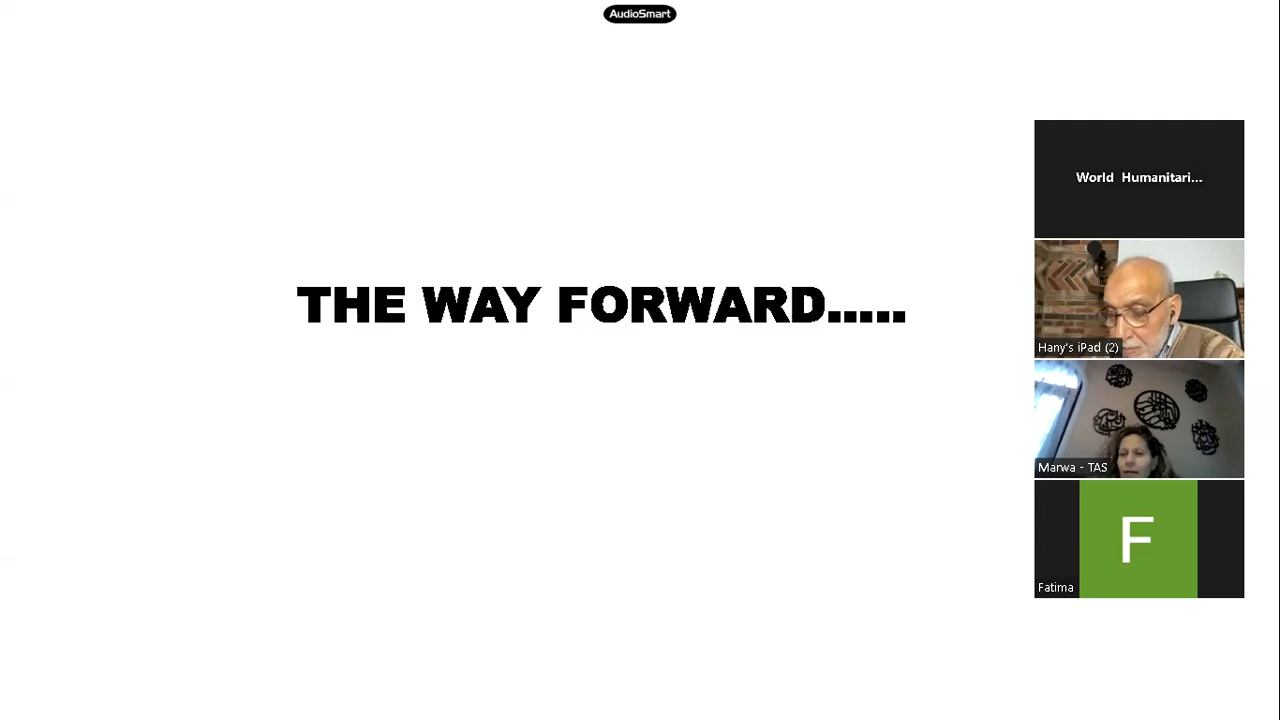 AudioSmart
THE WAY FORWARD.....
World Humanitari...
Hany's iPad (2)
Marwa - TAS
F
Fatima